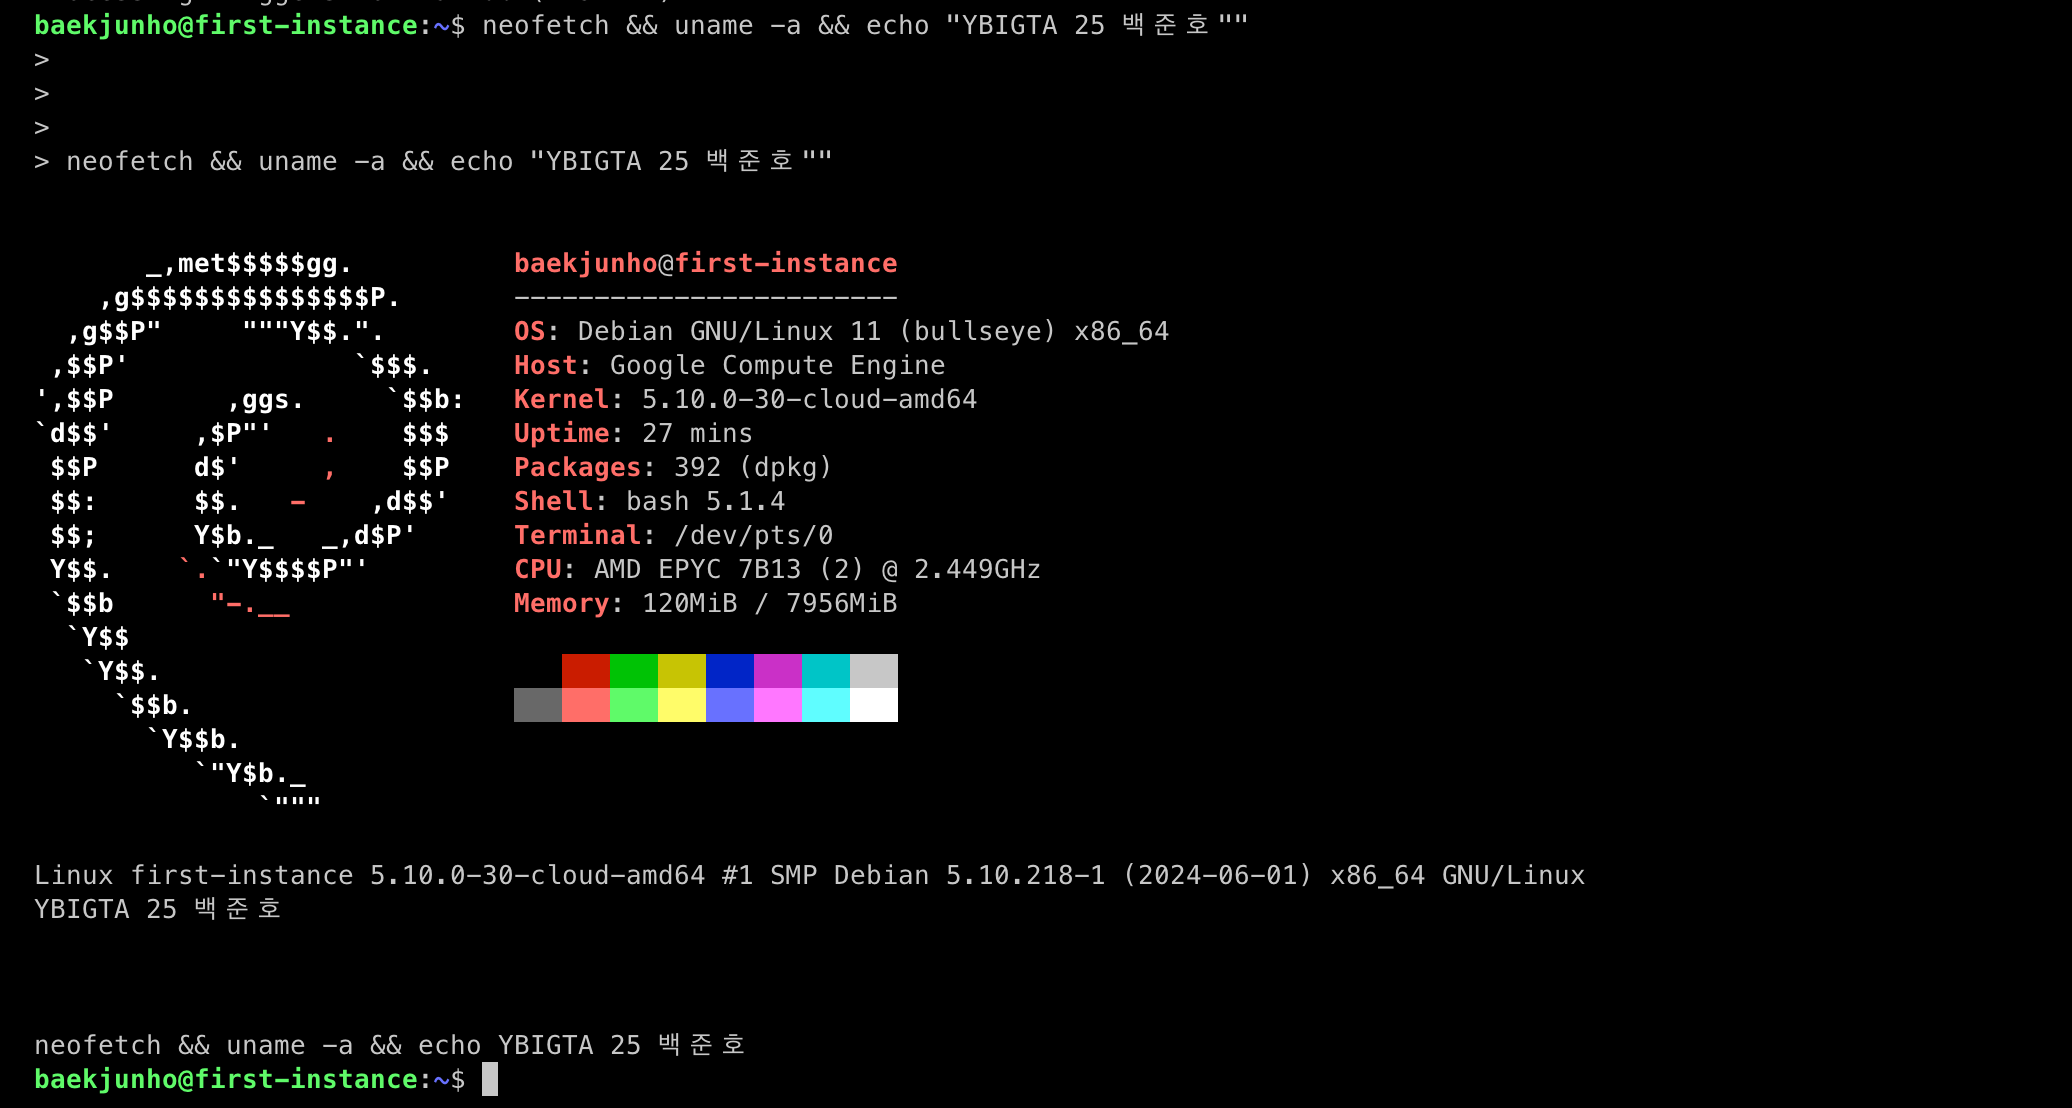 baekjunho@first-instance:~$ neofetch && uname -a && echo "YBIGTA 25 백준호""
>
>
>
> neofetch && uname -a && echo "YBIGTA 25 백준호""
       _,met$$$$$gg.          baekjunho@first-instance
    ,g$$$$$$$$$$$$$$$P.       ------------------------
  ,g$$P"     """Y$$.".        OS: Debian GNU/Linux 11 (bullseye) x86_64
 ,$$P'              `$$$.     Host: Google Compute Engine
',$$P       ,ggs.     `$$b:   Kernel: 5.10.0-30-cloud-amd64
`d$$'     ,$P"'   .    $$$    Uptime: 27 mins
 $$P      d$'     ,    $$P    Packages: 392 (dpkg)
 $$:      $$.   -    ,d$$'    Shell: bash 5.1.4
 $$;      Y$b._   _,d$P'      Terminal: /dev/pts/0
 Y$$.    `.`"Y$$$$P"'         CPU: AMD EPYC 7B13 (2) @ 2.449GHz
 `$$b      "-.__              Memory: 120MiB / 7956MiB
  `Y$$
   `Y$$.
     `$$b.
       `Y$$b.
          `"Y$b._
              `"""
Linux first-instance 5.10.0-30-cloud-amd64 #1 SMP Debian 5.10.218-1 (2024-06-01) x86_64 GNU/Linux
YBIGTA 25 백준호
neofetch && uname -a && echo YBIGTA 25 백준호
baekjunho@first-instance:~$